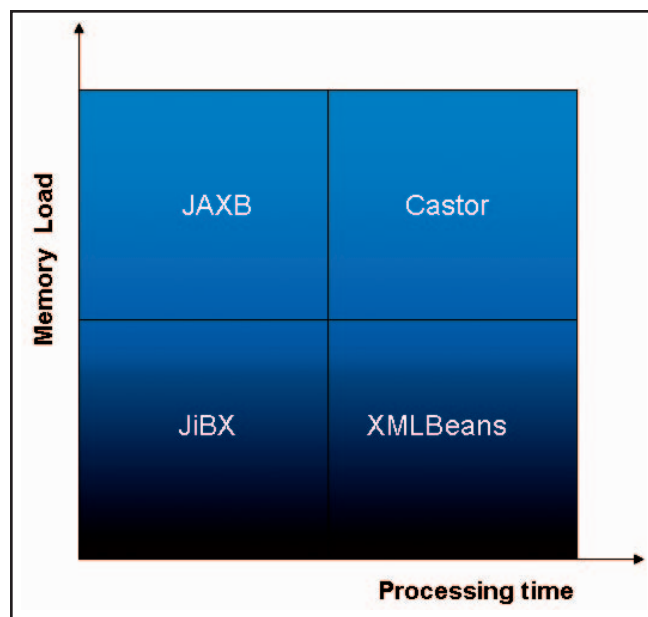 Memory Load
JAXB
Castor
JiBX
XMLBeans
Processing time